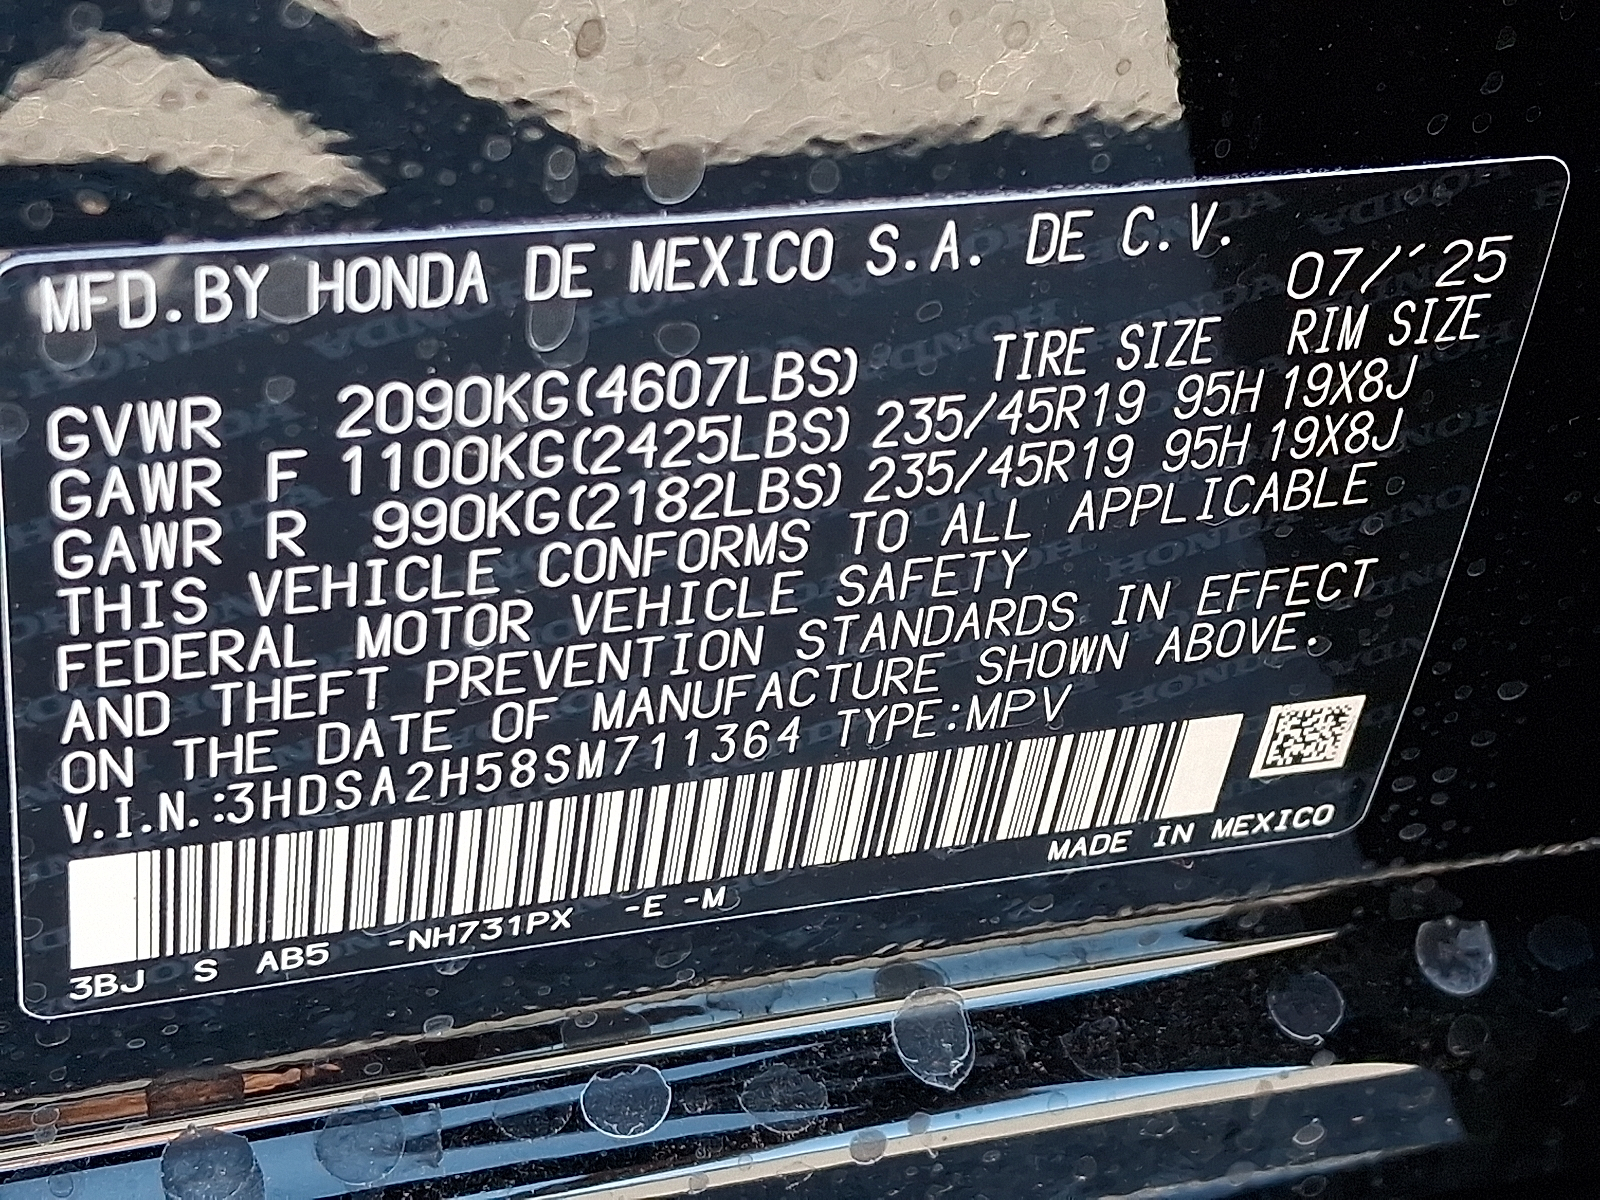 MFD.BY HONDA DE MEXICO S.A. DE C.V.
07/´25
TIRE SIZE RIM SIZE
GVWR 2090KG(4607LBS)
GAWR F 1100KG(2425LBS) 235/45R19 95H 19X8J
GAWR R 990KG(2182LBS) 235/45R19 95H 19X8J
THIS VEHICLE CONFORMS TO ALL APPLICABLE
FEDERAL MOTOR VEHICLE SAFETY
AND THEFT PREVENTION STANDARDS IN EFFECT
ON THE DATE OF MANUFACTURE SHOWN ABOVE.
V.I.N.:3HDSA2H58SM711364 TYPE:MPV
MADE IN MEXICO
3BJ S AB5 -NH731PX -E -M